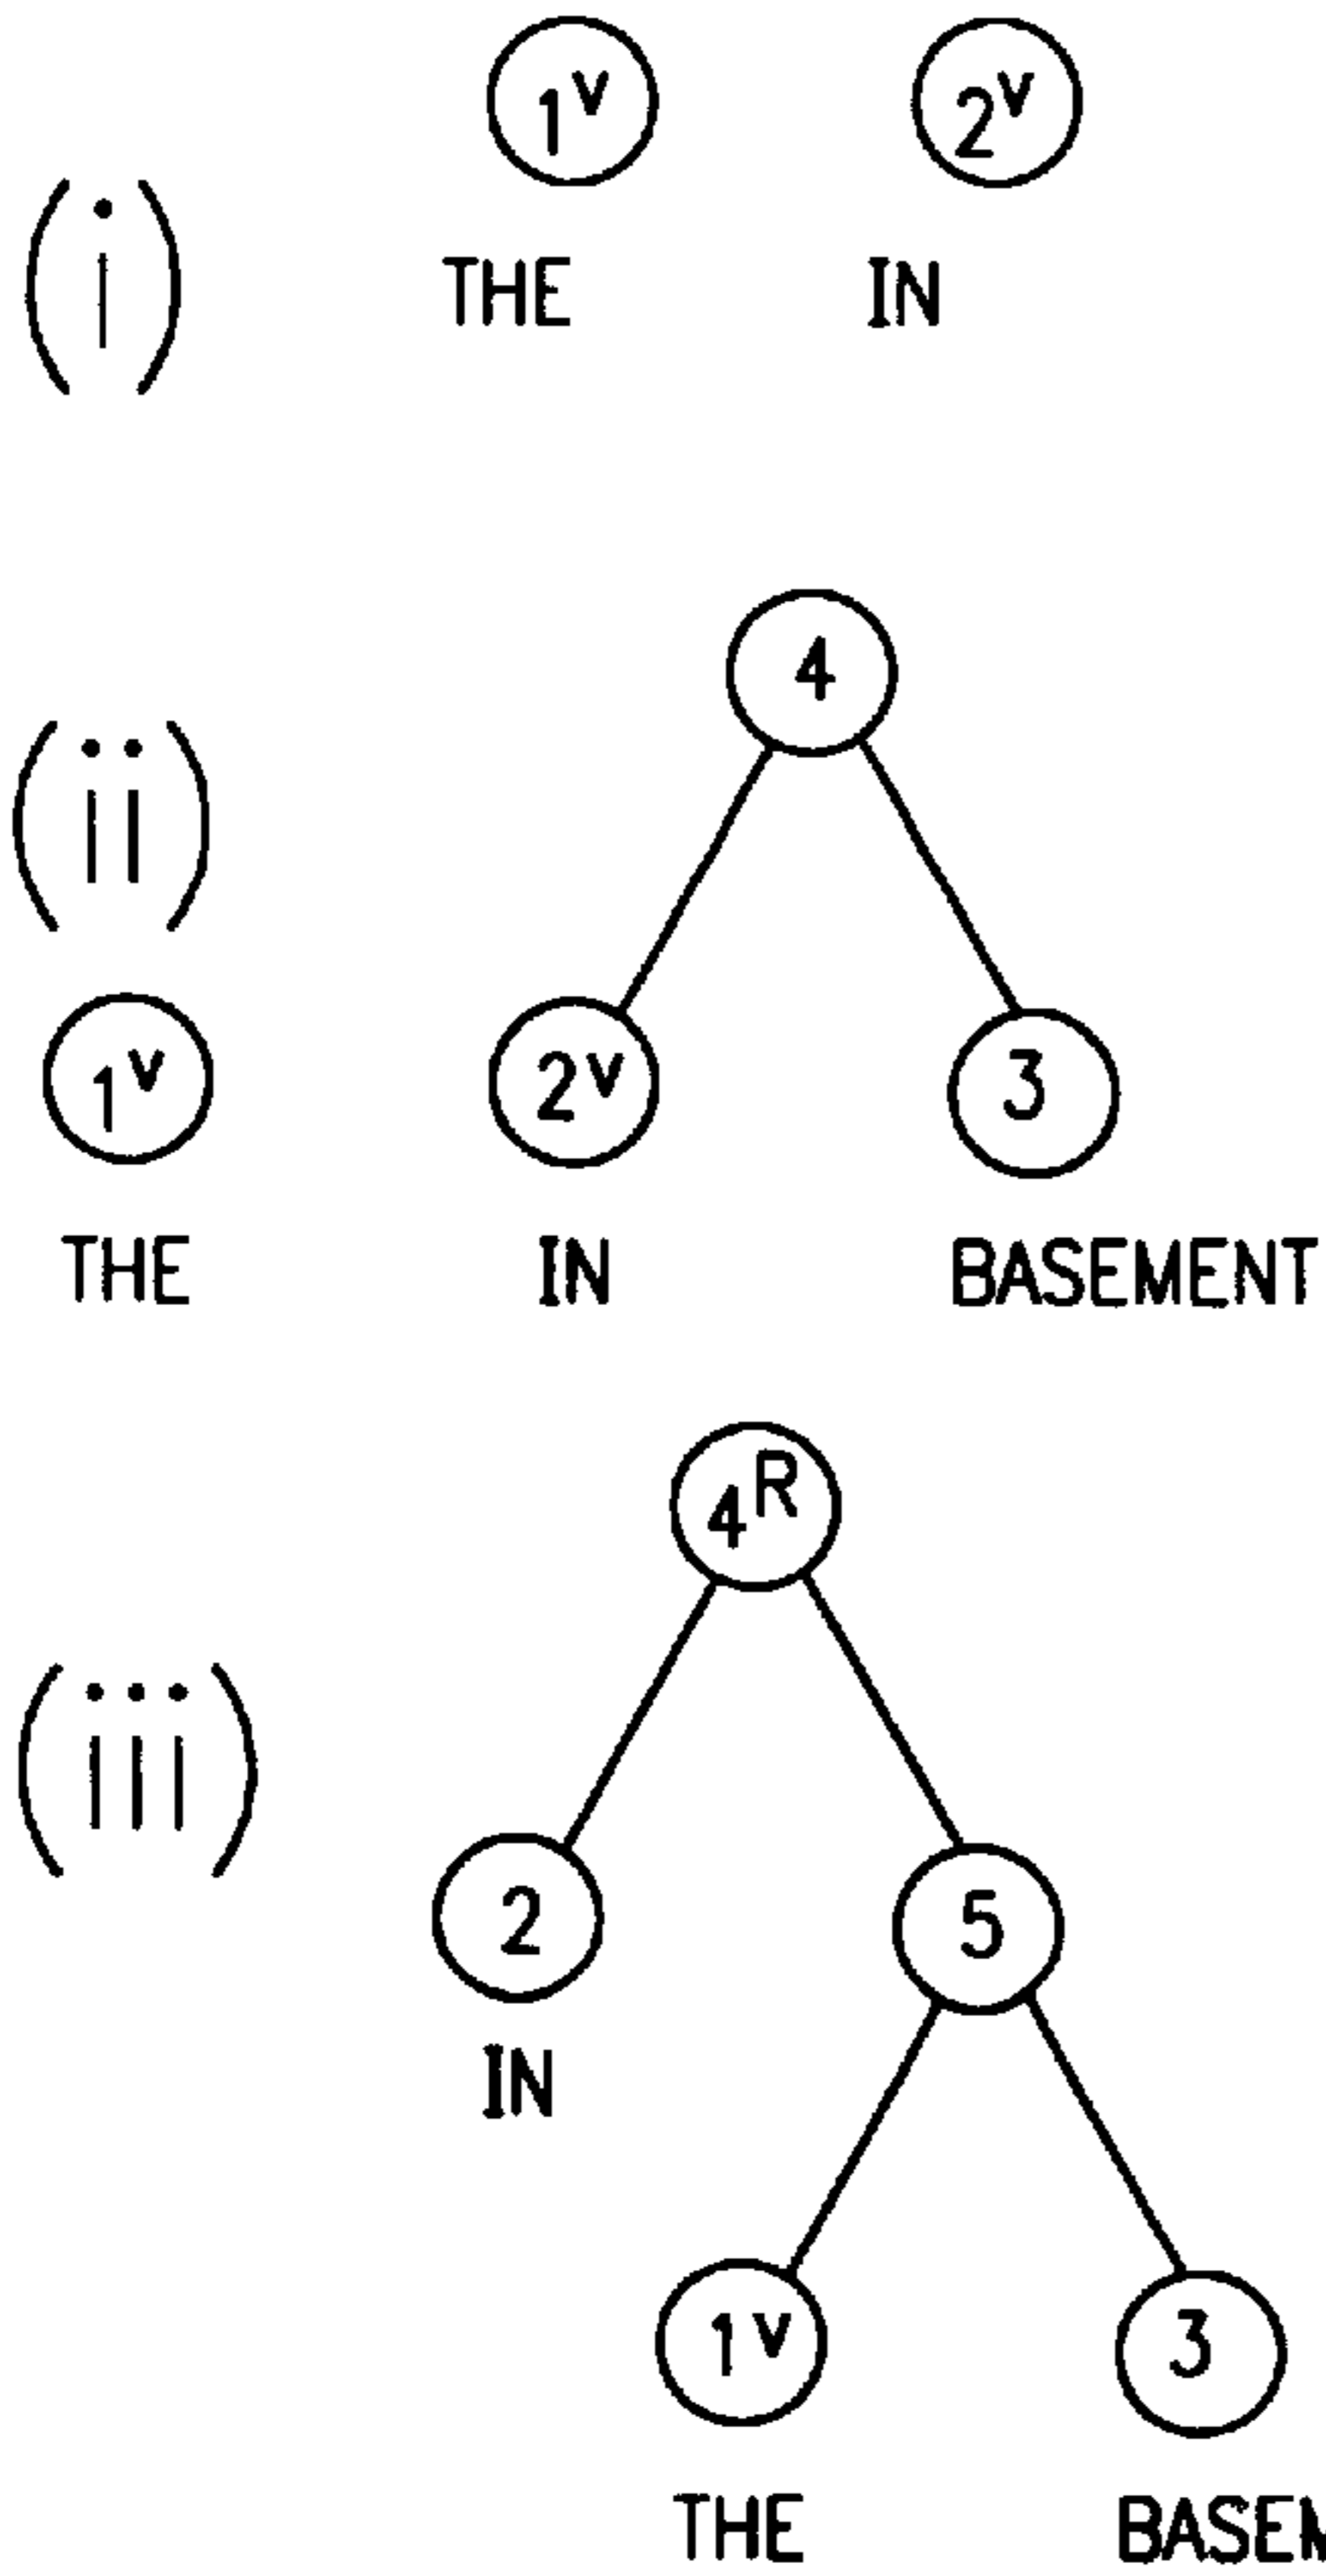 1V 2V
(i) THE IN
4
(ii)
1V 2V 3
THE IN BASEMENT
4R
(iii)
2 5
IN
1V 3
THE BASEM